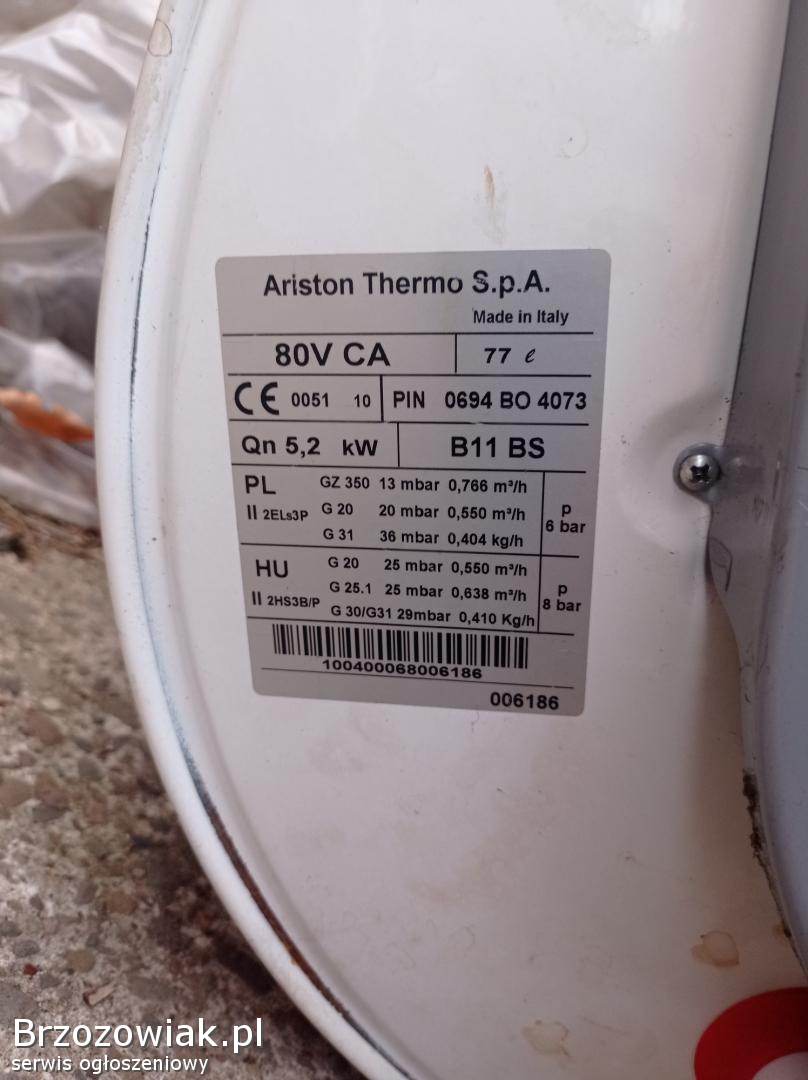 Ariston Thermo S.p.A.
Made in Italy
80V CA 77 ℓ
CE 0051 10 PIN 0694 BO 4073
Qn 5,2 kW B11 BS
PL GZ 350 13 mbar 0,766 m³/h
II 2ELs3P G 20 20 mbar 0,550 m³/h
G 31 36 mbar 0,404 kg/h
p
6 bar
HU G 20 25 mbar 0,550 m³/h
G 25.1 25 mbar 0,638 m³/h
II 2HS3B/P G 30/G31 29mbar 0,410 Kg/h
p
8 bar
100400068006186
006186
Brzozowiak.pl
serwis ogłoszeniowy